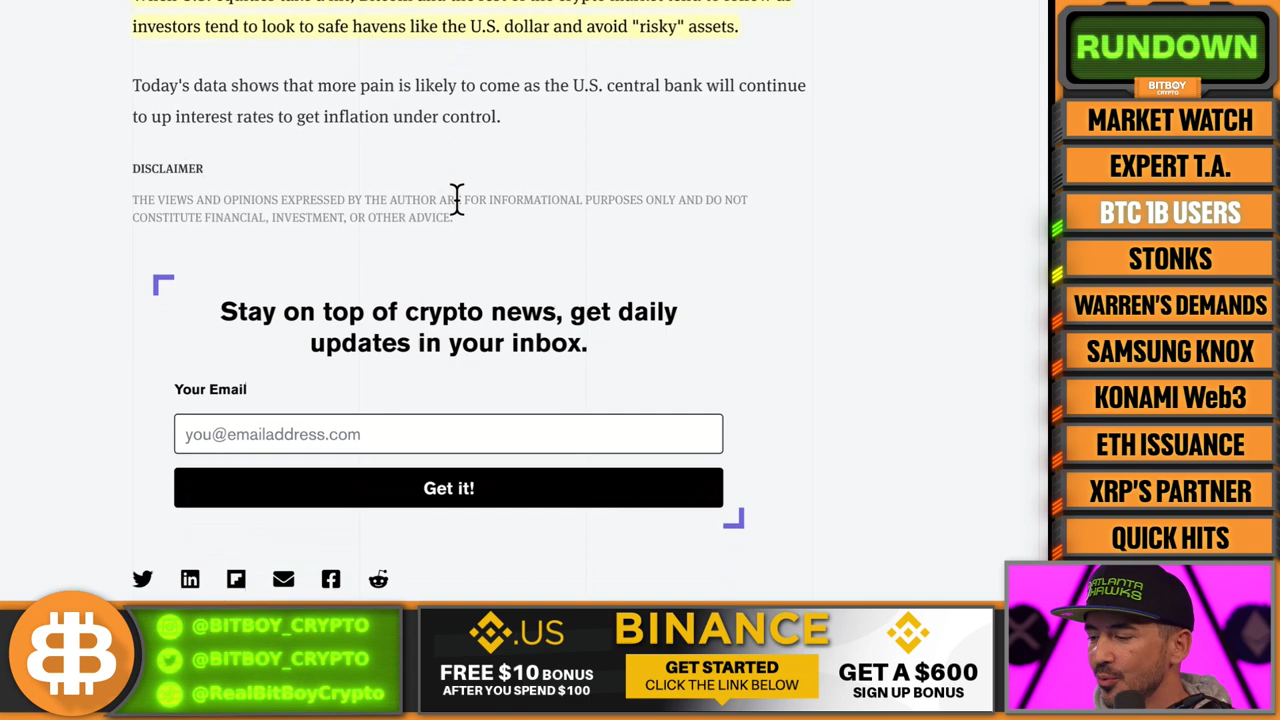 investors tend to look to safe havens like the U.S. dollar and avoid "risky" assets.
Today's data shows that more pain is likely to come as the U.S. central bank will continue
to up interest rates to get inflation under control.
DISCLAIMER
THE VIEWS AND OPINIONS EXPRESSED BY THE AUTHOR ARE FOR INFORMATIONAL PURPOSES ONLY AND DO NOT
CONSTITUTE FINANCIAL, INVESTMENT, OR OTHER ADVICE.
Stay on top of crypto news, get daily
updates in your inbox.
Your Email
you@emailaddress.com
Get it!
RUNDOWN
BITBOY
CRYPTO
MARKET WATCH
EXPERT T.A.
BTC 1B USERS
STONKS
WARREN'S DEMANDS
SAMSUNG KNOX
KONAMI Web3
ETH ISSUANCE
XRP'S PARTNER
QUICK HITS
ATLANTA
HAWKS
@BITBOY_CRYPTO
@BITBOY_CRYPTO
@RealBitBoyCrypto
.US
FREE $10 BONUS
AFTER YOU SPEND $100
BINANCE
GET STARTED
CLICK THE LINK BELOW
GET A $600
SIGN UP BONUS